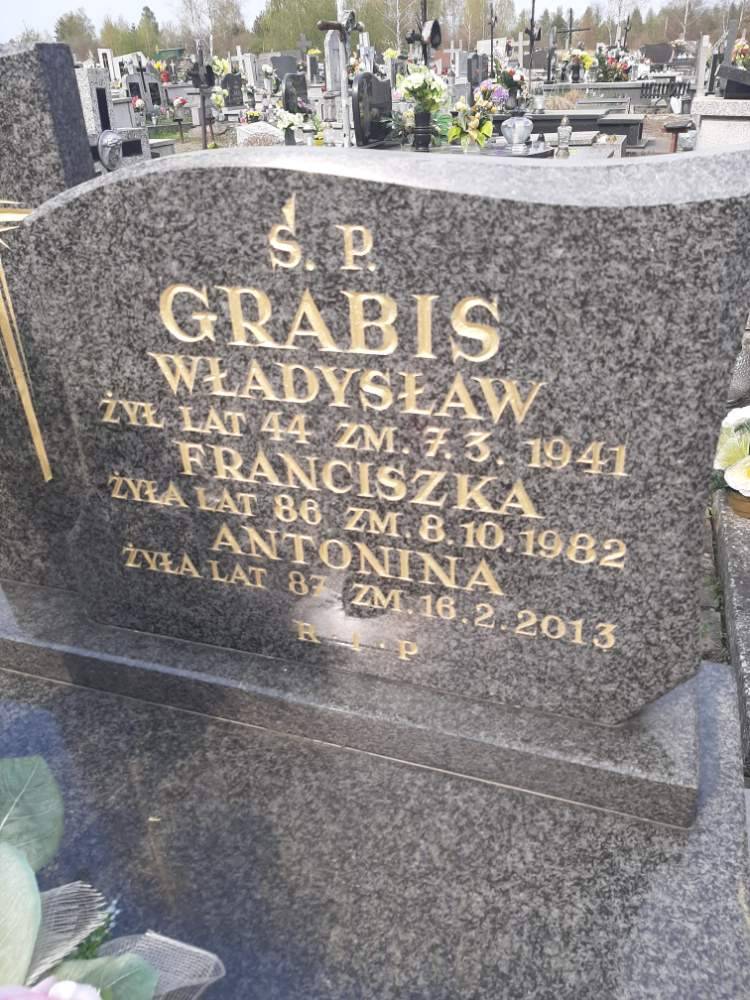 Ś. P.
GRABIS
WŁADYSŁAW
ŻYŁ LAT 44 ZM. 7.3. 1941
FRANCISZKA
ŻYŁA LAT 86 ZM. 8.10.1982
ANTONINA
ŻYŁA LAT 87 ZM. 16.2.2013
R · I · P